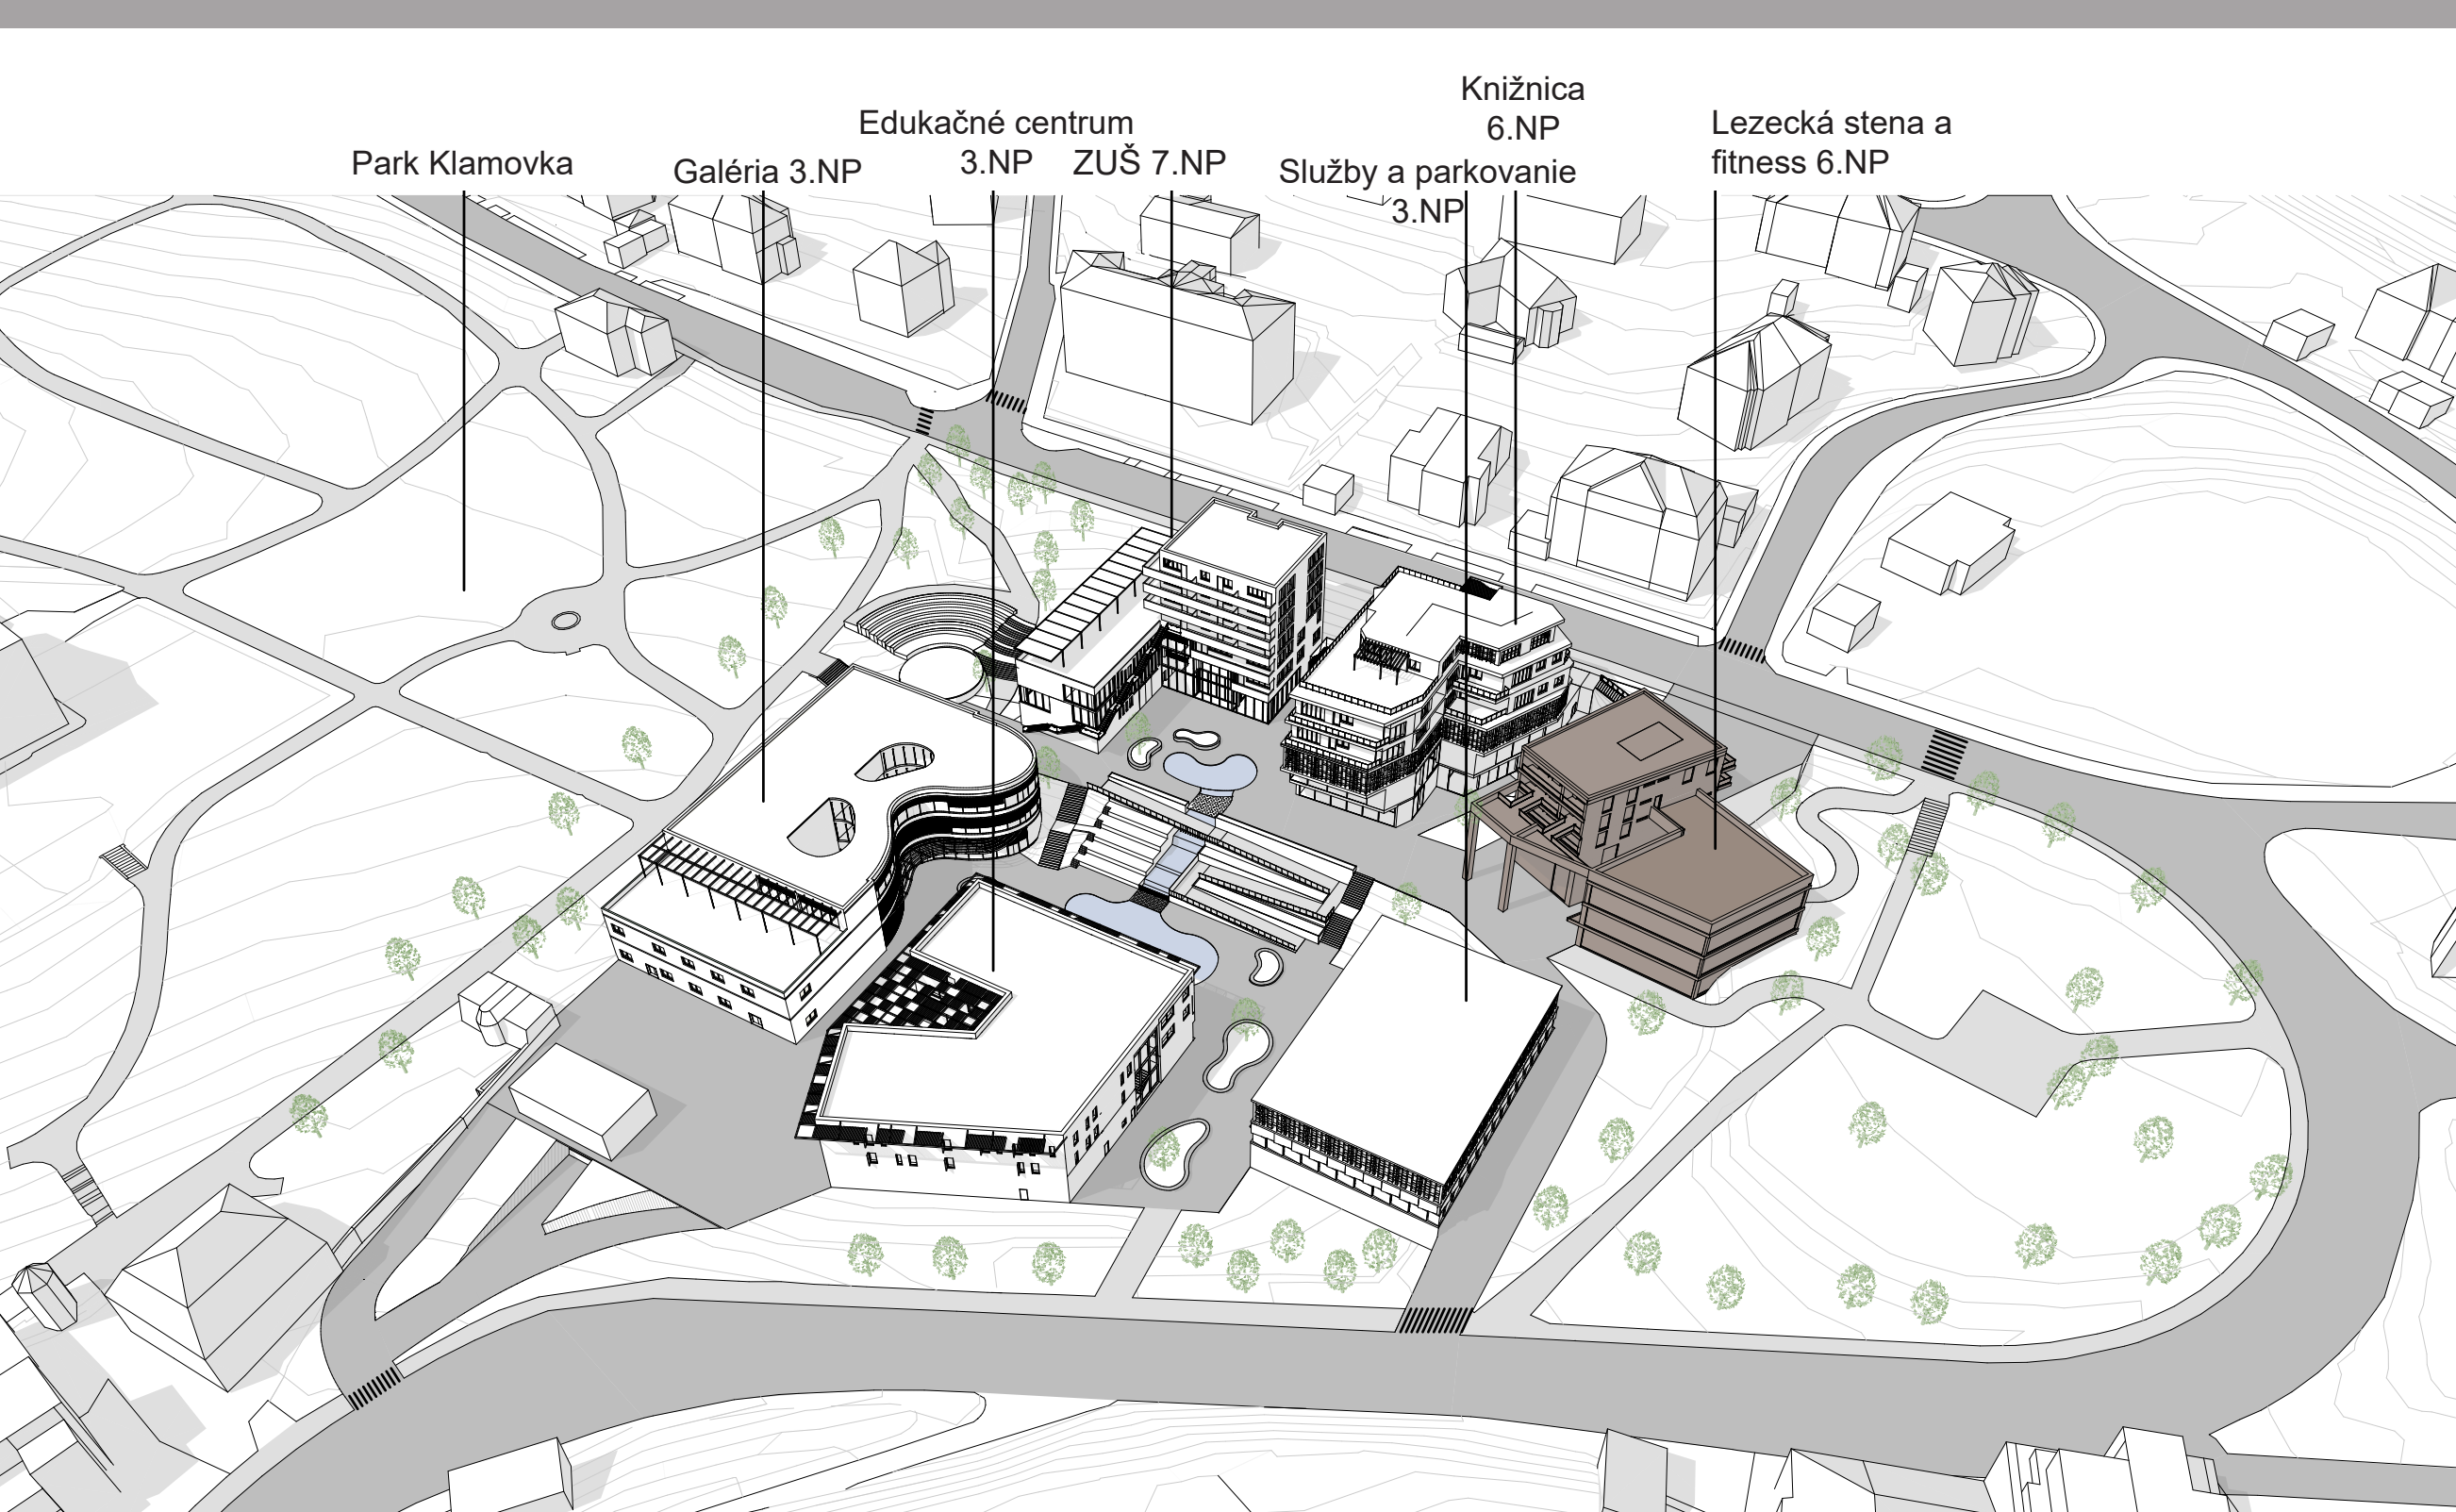 Park Klamovka
Galéria 3.NP
Edukačné centrum
3.NP
ZUŠ 7.NP
Knižnica
6.NP
Služby a parkovanie
3.NP
Lezecká stena a
fitness 6.NP